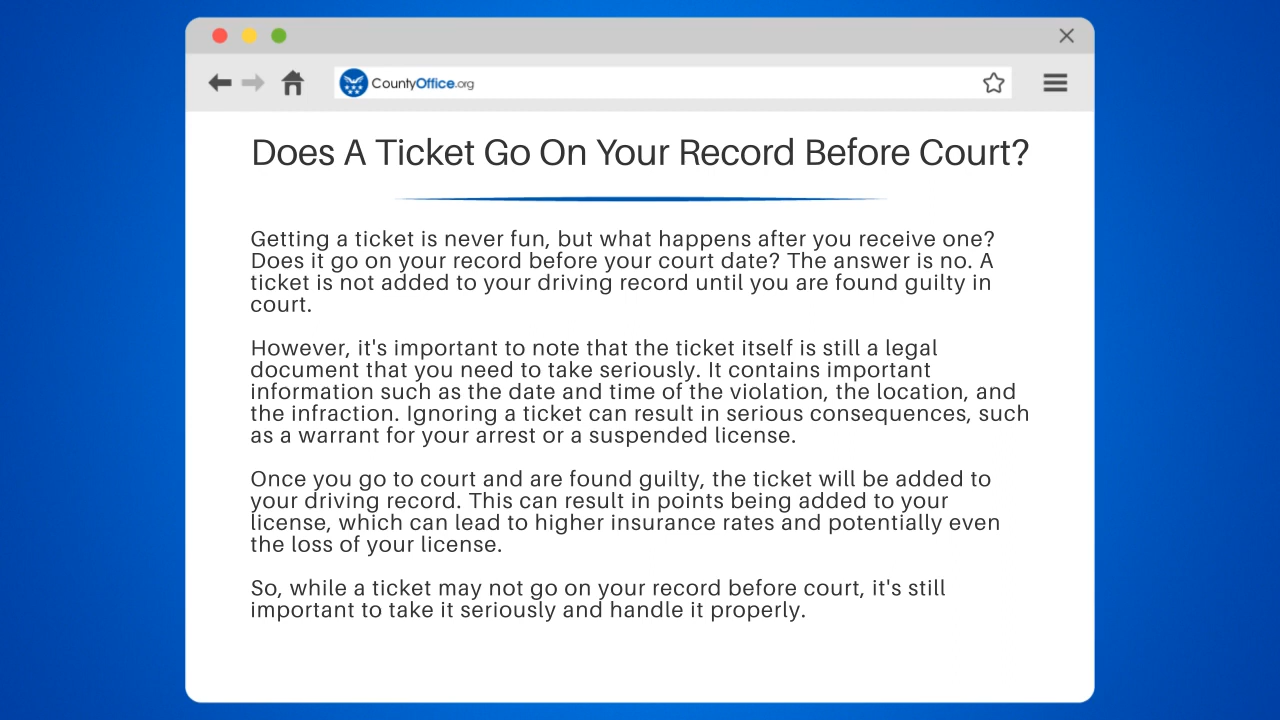 CountyOffice.org
Does A Ticket Go On Your Record Before Court?
Getting a ticket is never fun, but what happens after you receive one?
Does it go on your record before your court date? The answer is no. A
ticket is not added to your driving record until you are found guilty in
court.
However, it's important to note that the ticket itself is still a legal
document that you need to take seriously. It contains important
information such as the date and time of the violation, the location, and
the infraction. Ignoring a ticket can result in serious consequences, such
as a warrant for your arrest or a suspended license.
Once you go to court and are found guilty, the ticket will be added to
your driving record. This can result in points being added to your
license, which can lead to higher insurance rates and potentially even
the loss of your license.
So, while a ticket may not go on your record before court, it's still
important to take it seriously and handle it properly.